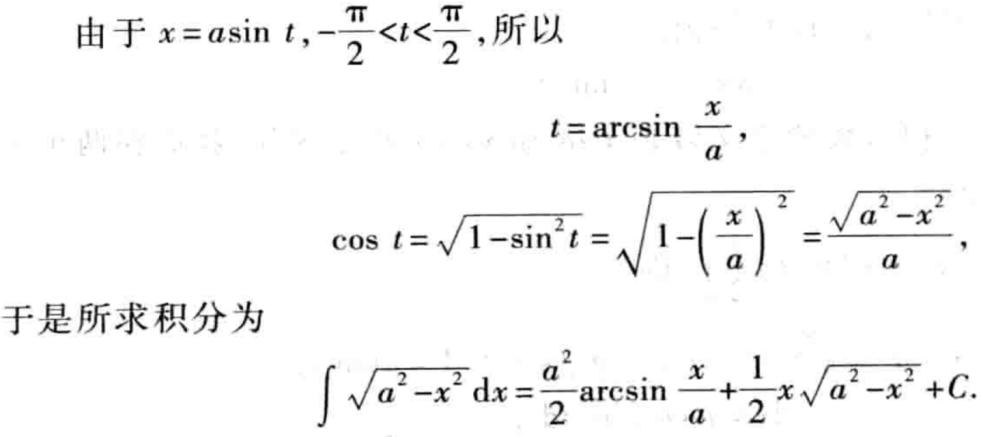 由于 x=asin t,-π/2<t<π/2,所以
t=arcsin x/a,
cos t=√(1-sin²t)=√(1-(x/a)²)=√(a²-x²)/a,
于是所求积分为
∫√(a²-x²)dx=a²/2 arcsin x/a+1/2 x√(a²-x²)+C.